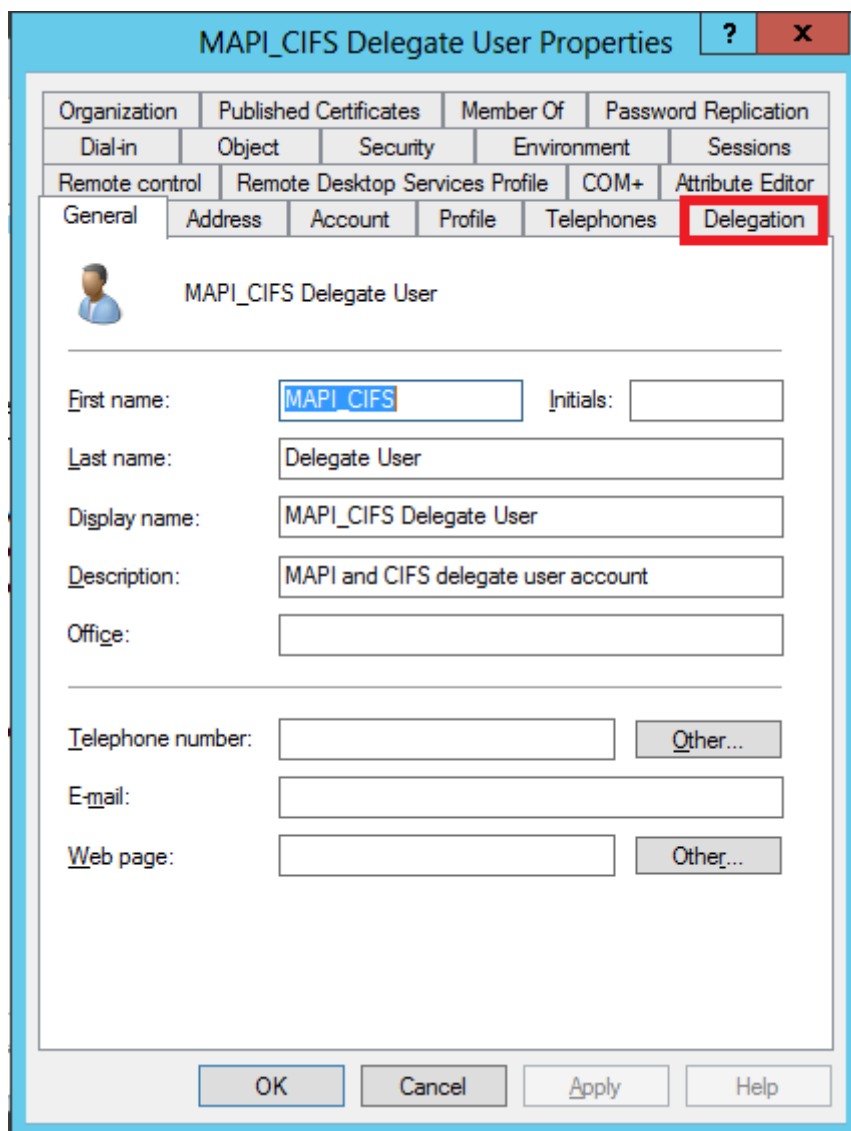 MAPI_CIFS Delegate User Properties ? x
Organization Published Certificates Member Of Password Replication
Dial-in Object Security Environment Sessions
Remote control Remote Desktop Services Profile COM+ Attribute Editor
General Address Account Profile Telephones Delegation
MAPI_CIFS Delegate User
First name: MAPI_CIFS Initials:
Last name: Delegate User
Display name: MAPI_CIFS Delegate User
Description: MAPI and CIFS delegate user account
Office:
Telephone number: Other...
E-mail:
Web page: Other...
OK Cancel Apply Help